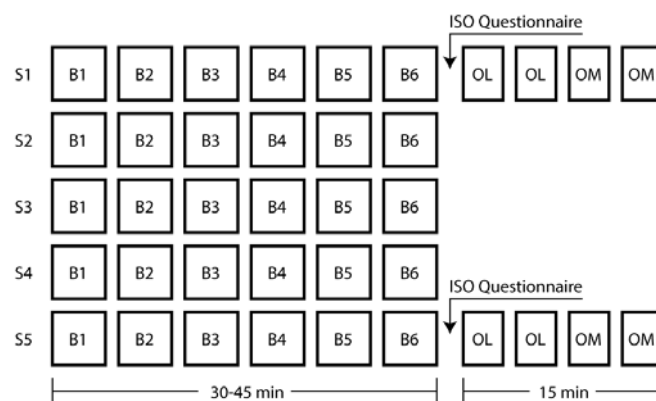 ISO Questionnaire
S1 B1 B2 B3 B4 B5 B6 OL OL OM OM
S2 B1 B2 B3 B4 B5 B6
S3 B1 B2 B3 B4 B5 B6
S4 B1 B2 B3 B4 B5 B6
ISO Questionnaire
S5 B1 B2 B3 B4 B5 B6 OL OL OM OM
30-45 min 15 min